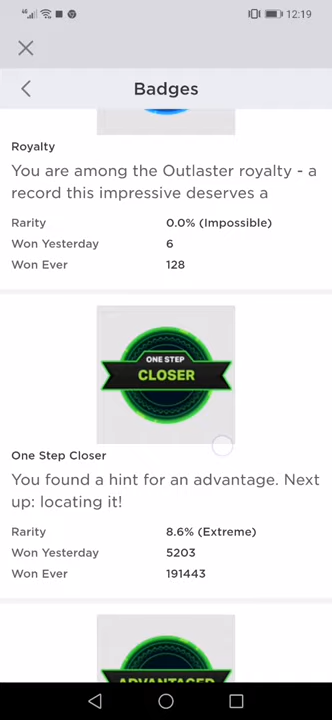 12:19
Badges
Royalty
You are among the Outlaster royalty - a
record this impressive deserves a
Rarity 0.0% (Impossible)
Won Yesterday 6
Won Ever 128
ONE STEP
CLOSER
One Step Closer
You found a hint for an advantage. Next
up: locating it!
Rarity 8.6% (Extreme)
Won Yesterday 5203
Won Ever 191443
ADVANTAGED